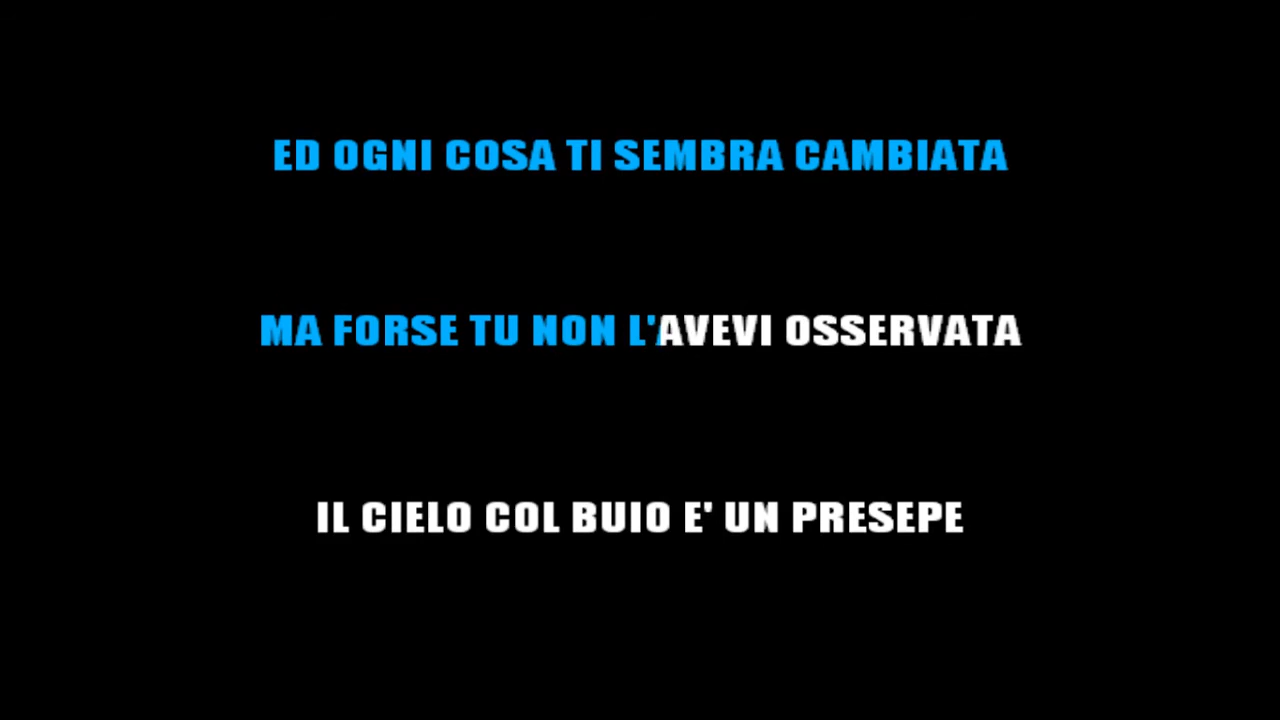 ED OGNI COSA TI SEMBRA CAMBIATA
MA FORSE TU NON L'AVEVI OSSERVATA
IL CIELO COL BUIO E' UN PRESEPE